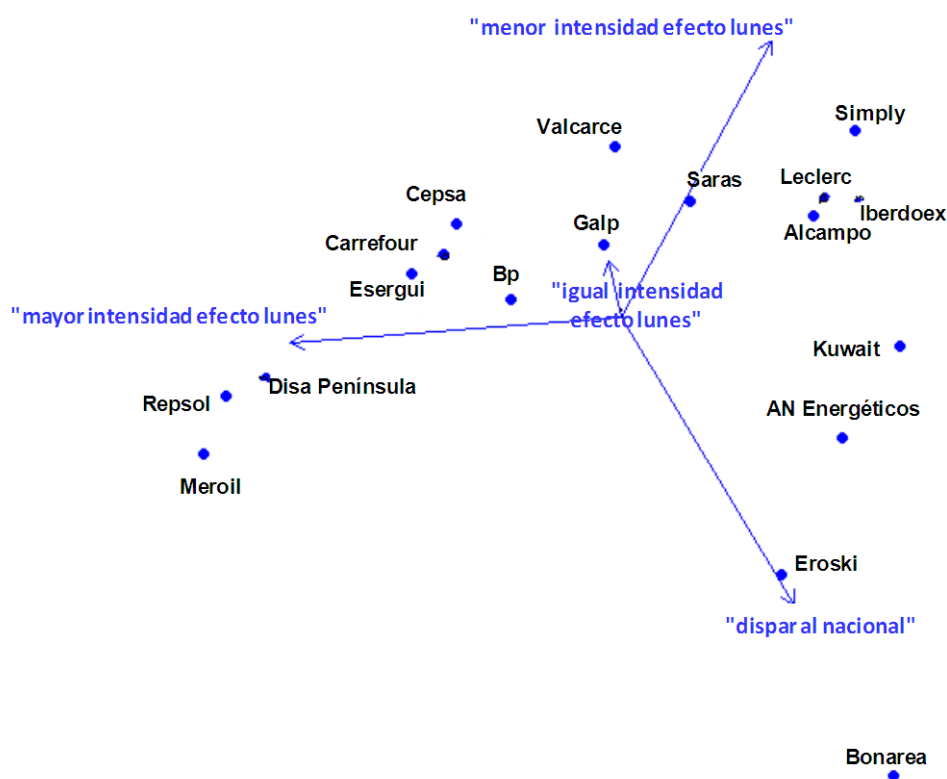 "menor intensidad efecto lunes"
Simply
Valcarce
Leclerc
Saras
Cepsa
Iberdoex
Galp
Alcampo
Carrefour
Bp
Esergui
"igual intensidad
efecto lunes"
"mayor intensidad efecto lunes"
Kuwait
Disa Península
Repsol
AN Energéticos
Meroil
Eroski
"dispar al nacional"
Bonarea